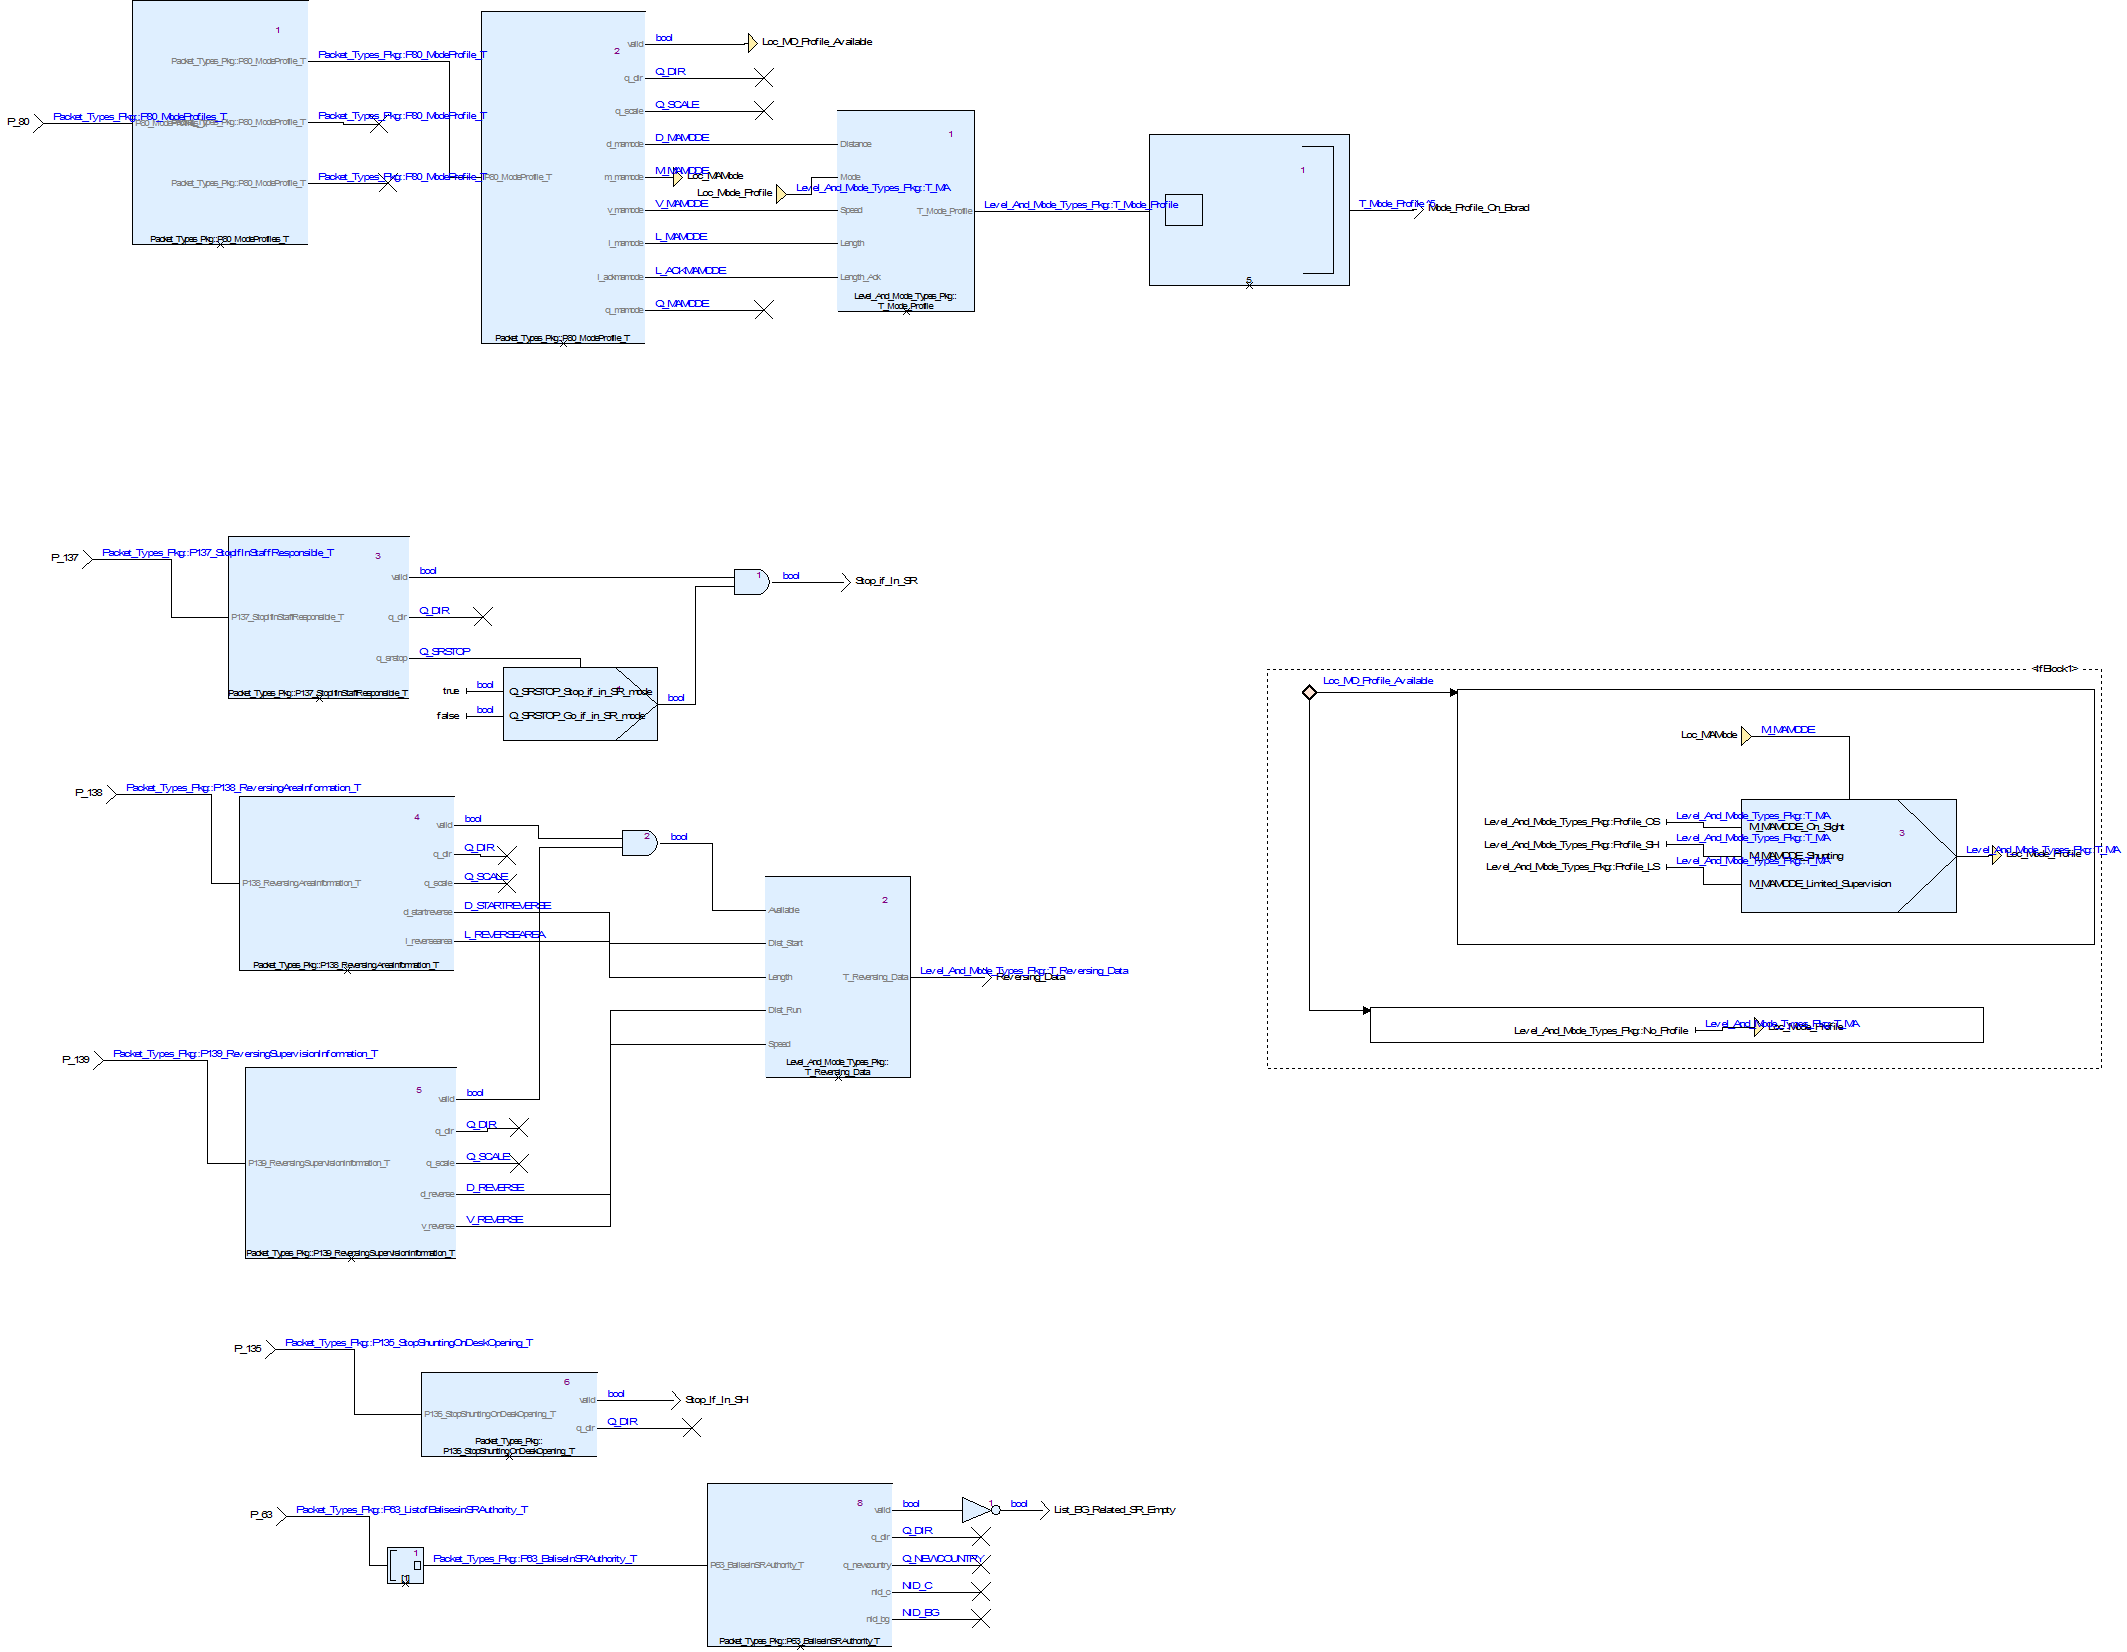 1
Packet_Types_Pkg::P80_ModeProfile_T
Packet_Types_Pkg::P80_ModeProfile_T
P_80
Packet_Types_Pkg::P80_ModeProfiles_T
Packet_Types_Pkg::P80_ModeProfile_T
Packet_Types_Pkg::P80_ModeProfile_T
Packet_Types_Pkg::P80_ModeProfile_T
Packet_Types_Pkg::P80_ModeProfile_T
Packet_Types_Pkg::P80_ModeProfiles_T
2
P80_ModeProfile_T
valid
bool
Loc_MD_Profile_Available
q_dir
Q_DIR
q_scale
Q_SCALE
d_mamode
D_MAMODE
m_mamode
M_MAMODE
Loc_MAMode
v_mamode
V_MAMODE
l_mamode
L_MAMODE
l_ackmamode
L_ACKMAMODE
q_mamode
Q_MAMODE
Packet_Types_Pkg::P80_ModeProfile_T
Loc_Mode_Profile
Level_And_Mode_Types_Pkg::T_MA
1
Distance
Mode
Speed
Length
Length_Ack
T_Mode_Profile
Level_And_Mode_Types_Pkg::
T_Mode_Profile
Level_And_Mode_Types_Pkg::T_Mode_Profile
1
5
T_Mode_Profile ^5
Mode_Profile_On_Borad
P_137
Packet_Types_Pkg::P137_StopIfInStaffResponsible_T
3
P137_StopIfInStaffResponsible_T
valid
bool
q_dir
Q_DIR
q_srstop
Q_SRSTOP
Packet_Types_Pkg::P137_StopIfInStaffResponsible_T
true
bool
Q_SRSTOP_Stop_if_in_SR_mode
false
bool
Q_SRSTOP_Go_if_in_SR_mode
bool
1
bool
Stop_if_In_SR
P_138
Packet_Types_Pkg::P138_ReversingAreaInformation_T
4
P138_ReversingAreaInformation_T
valid
bool
q_dir
Q_DIR
q_scale
Q_SCALE
d_startreverse
D_STARTREVERSE
l_reversearea
L_REVERSEAREA
Packet_Types_Pkg::P138_ReversingAreaInformation_T
2
bool
2
Available
Dist_Start
Length
Dist_Run
Speed
T_Reversing_Data
Level_And_Mode_Types_Pkg::
T_Reversing_Data
Level_And_Mode_Types_Pkg::T_Reversing_Data
Reversing_Data
P_139
Packet_Types_Pkg::P139_ReversingSupervisionInformation_T
5
P139_ReversingSupervisionInformation_T
valid
bool
q_dir
Q_DIR
q_scale
Q_SCALE
d_reverse
D_REVERSE
v_reverse
V_REVERSE
Packet_Types_Pkg::P139_ReversingSupervisionInformation_T
<IfBlock1>
Loc_MD_Profile_Available
Loc_MAMode
M_MAMODE
Level_And_Mode_Types_Pkg::Profile_OS
Level_And_Mode_Types_Pkg::T_MA
M_MAMODE_On_Sight
Level_And_Mode_Types_Pkg::Profile_SH
Level_And_Mode_Types_Pkg::T_MA
M_MAMODE_Shunting
Level_And_Mode_Types_Pkg::Profile_LS
Level_And_Mode_Types_Pkg::T_MA
M_MAMODE_Limited_Supervision
3
Level_And_Mode_Types_Pkg::T_MA
Loc_Mode_Profile
Level_And_Mode_Types_Pkg::No_Profile
Level_And_Mode_Types_Pkg::T_MA
Loc_Mode_Profile
P_135
Packet_Types_Pkg::P135_StopShuntingOnDeskOpening_T
6
P135_StopShuntingOnDeskOpening_T
valid
bool
Stop_If_In_SH
q_dir
Q_DIR
Packet_Types_Pkg::
P135_StopShuntingOnDeskOpening_T
P_63
Packet_Types_Pkg::P63_ListofBalisesinSRAuthority_T
1
[1]
Packet_Types_Pkg::P63_BaliseInSRAuthority_T
8
P63_BaliseInSRAuthority_T
valid
bool
1
bool
List_BG_Related_SR_Empty
q_dir
Q_DIR
q_newcountry
Q_NEWCOUNTRY
nid_c
NID_C
nid_bg
NID_BG
Packet_Types_Pkg::P63_BaliseInSRAuthority_T